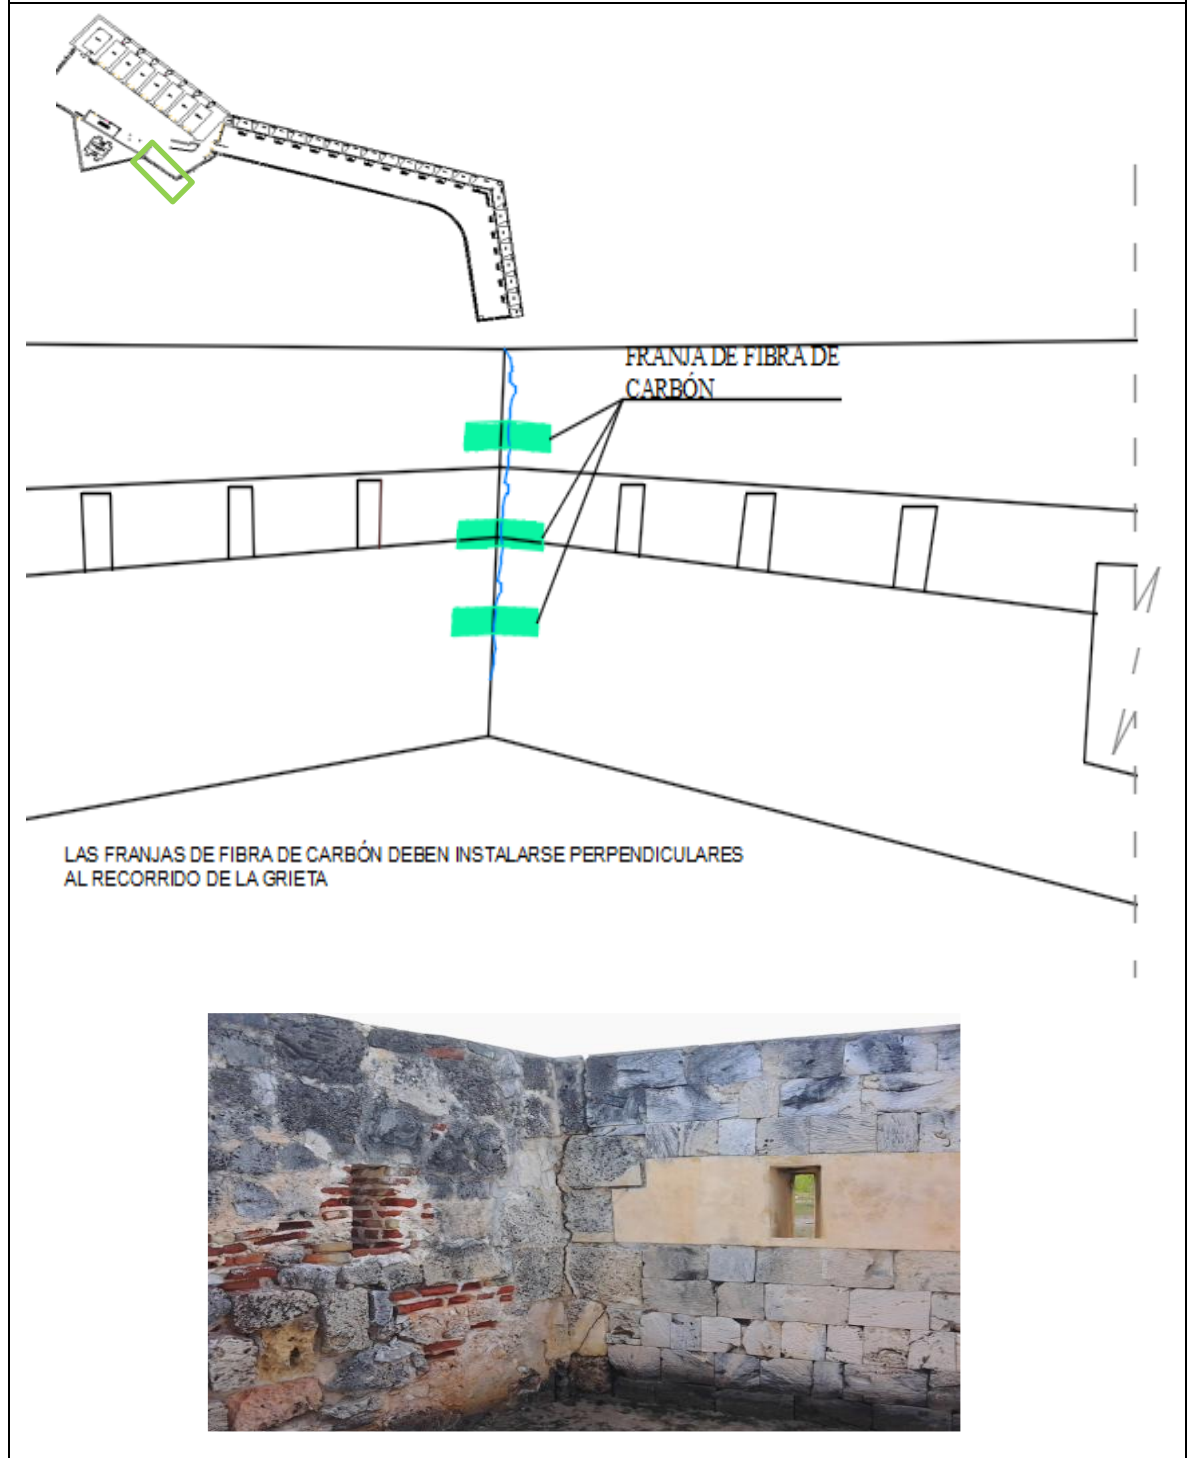 FRANJA DE FIBRA DE
CARBÓN
LAS FRANJAS DE FIBRA DE CARBÓN DEBEN INSTALARSE PERPENDICULARES
AL RECORRIDO DE LA GRIETA